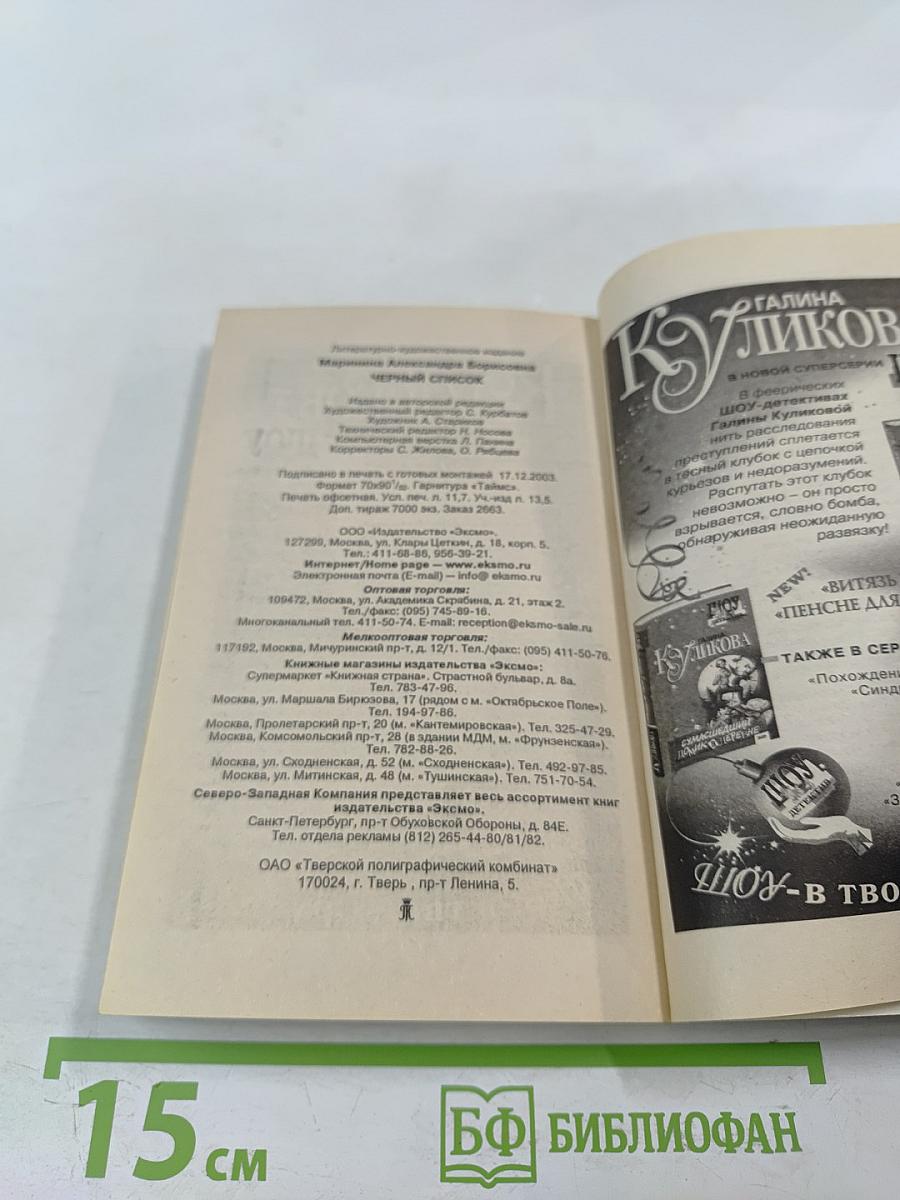 Литературно-художественное издание
Маринина Александра Борисовна
ЧЕРНЫЙ СПИСОК
Издано в авторской редакции
Художественный редактор С. Курбатов
Художник А. Стариков
Технический редактор Н. Носова
Компьютерная верстка Л. Панина
Корректоры С. Жилова, О. Рябцева
Подписано в печать с готовых монтажей 17.12.2003.
Формат 70х90 1/32. Гарнитура «Таймс».
Печать офсетная. Усл. печ. л. 11,7. Уч.-изд л. 13,5.
Доп. тираж 7000 экз. Заказ 2663.
ООО «Издательство «Эксмо».
127299, Москва, ул. Клары Цеткин, д. 18, корп. 5.
Тел.: 411-68-86, 956-39-21.
Интернет/Home page — www.eksmo.ru
Электронная почта (E-mail) — info@ eksmo.ru
Оптовая торговля:
109472, Москва, ул. Академика Скрябина, д. 21, этаж 2.
Тел./факс: (095) 745-89-16.
Многоканальный тел. 411-50-74. E-mail: reception@eksmo-sale.ru
Мелкооптовая торговля:
117192, Москва, Мичуринский пр-т, д. 12/1. Тел./факс: (095) 411-50-76.
Книжные магазины издательства «Эксмо»:
Супермаркет «Книжная страна». Страстной бульвар, д. 8а.
Тел. 783-47-96.
Москва, ул. Маршала Бирюзова, 17 (рядом с м. «Октябрьское Поле»).
Тел. 194-97-86.
Москва, Пролетарский пр-т, 20 (м. «Кантемировская»). Тел. 325-47-29.
Москва, Комсомольский пр-т, 28 (в здании МДМ, м. «Фрунзенская»).
Тел. 782-88-26.
Москва, ул. Сходненская, д. 52 (м. «Сходненская»). Тел. 492-97-85.
Москва, ул. Митинская, д. 48 (м. «Тушинская»). Тел. 751-70-54.
Северо-Западная Компания представляет весь ассортимент книг
издательства «Эксмо».
Санкт-Петербург, пр-т Обуховской Обороны, д. 84Е.
Тел. отдела рекламы (812) 265-44-80/81/82.
ОАО «Тверской полиграфический комбинат»
170024, г. Тверь , пр-т Ленина, 5.
ГАЛИНА
КУЛИКОВ
В НОВОЙ СУПЕРСЕРИИ
В феерических
ШОУ-детективах
Галины Куликовой
нить расследования
преступлений сплетается
в тесный клубок с цепочкой
курьезов и недоразумений.
Распутать этот клубок
невозможно – он просто
взрывается, словно бомба,
обнаруживая неожиданную
развязку!
NEW!
«ВИТЯЗЬ
«ПЕНСНЕ ДЛЯ
ШОУ
ГАЛИНА
КУЛИКОВА
СУМАСШЕДШИЙ
ДОМИК В ДЕРЕВНЕ
ТАКЖЕ В СЕР
«Похожден
«Синд
ШОУ
ДЕТЕКТИВ
«З
ШОУ-В ТВО
15 см
БФ БИБЛИОФАН